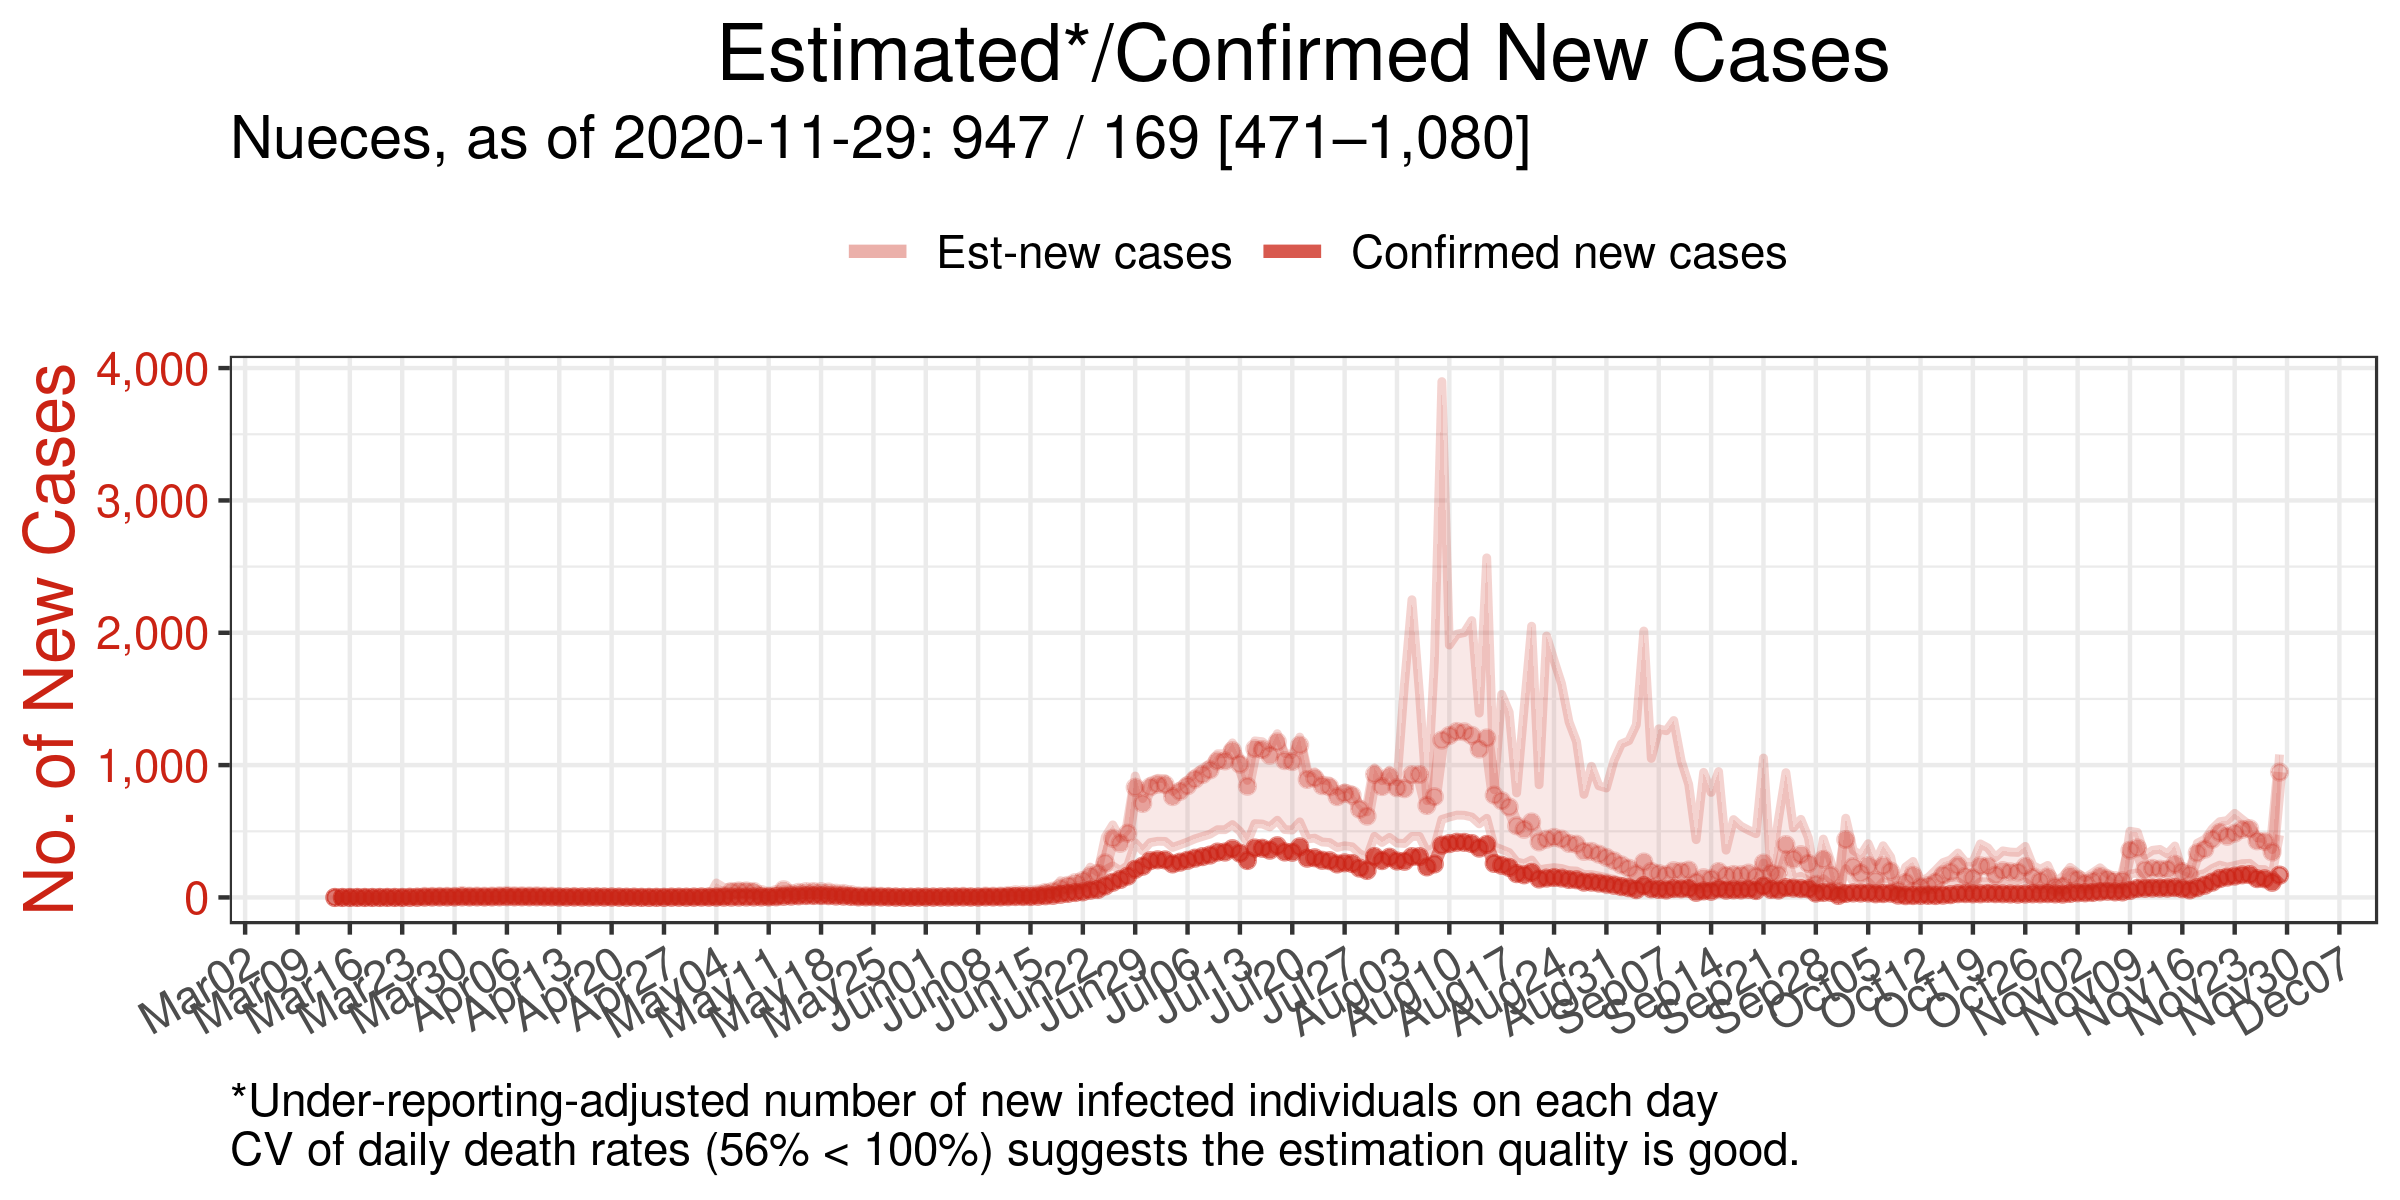 Estimated*/Confirmed New Cases
Nueces, as of 2020-11-29: 947 / 169 [471–1,080]
Est-new cases
Confirmed new cases
No. of New Cases
4,000
3,000
2,000
1,000
0
Mar02
Mar09
Mar16
Mar23
Mar30
Apr06
Apr13
Apr20
Apr27
May04
May11
May18
May25
Jun01
Jun08
Jun15
Jun22
Jun29
Jul06
Jul13
Jul20
Jul27
Aug03
Aug10
Aug17
Aug24
Aug31
Sep07
Sep14
Sep21
Sep28
Oct05
Oct12
Oct19
Oct26
Nov02
Nov09
Nov16
Nov23
Nov30
Dec07
*Under-reporting-adjusted number of new infected individuals on each day
CV of daily death rates (56% < 100%) suggests the estimation quality is good.